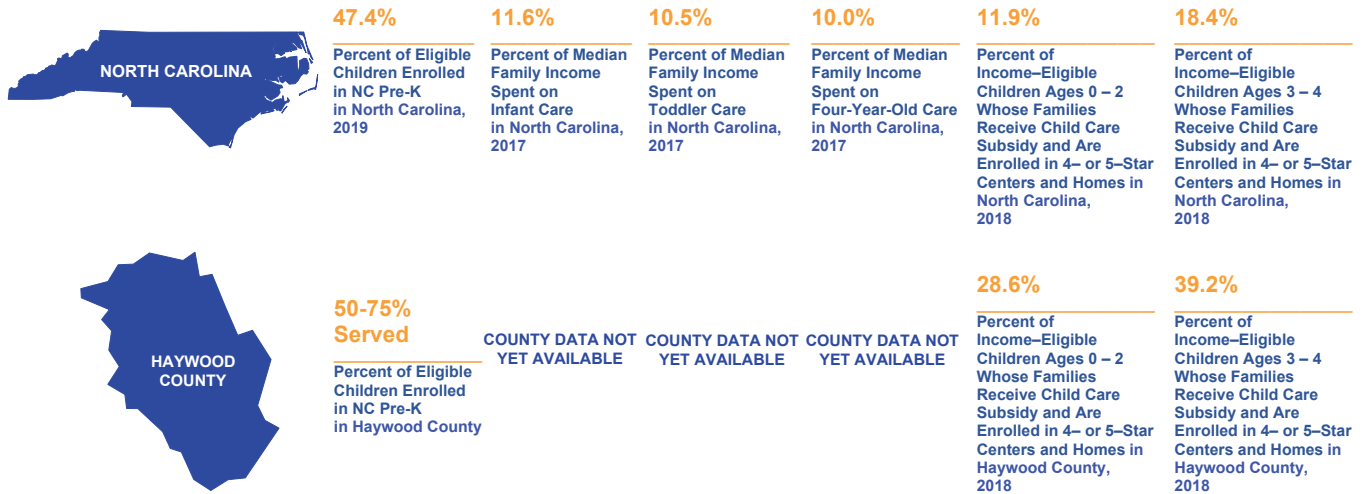 NORTH CAROLINA
47.4%
Percent of Eligible
Children Enrolled
in NC Pre-K
in North Carolina,
2019
11.6%
Percent of Median
Family Income
Spent on
Infant Care
in North Carolina,
2017
10.5%
Percent of Median
Family Income
Spent on
Toddler Care
in North Carolina,
2017
10.0%
Percent of Median
Family Income
Spent on
Four-Year-Old Care
in North Carolina,
2017
11.9%
Percent of
Income–Eligible
Children Ages 0 – 2
Whose Families
Receive Child Care
Subsidy and Are
Enrolled in 4– or 5–Star
Centers and Homes in
North Carolina,
2018
18.4%
Percent of
Income–Eligible
Children Ages 3 – 4
Whose Families
Receive Child Care
Subsidy and Are
Enrolled in 4– or 5–Star
Centers and Homes in
North Carolina,
2018
HAYWOOD
COUNTY
50-75%
Served
Percent of Eligible
Children Enrolled
in NC Pre-K
in Haywood County
COUNTY DATA NOT
YET AVAILABLE
COUNTY DATA NOT
YET AVAILABLE
COUNTY DATA NOT
YET AVAILABLE
28.6%
Percent of
Income–Eligible
Children Ages 0 – 2
Whose Families
Receive Child Care
Subsidy and Are
Enrolled in 4– or 5–Star
Centers and Homes in
Haywood County,
2018
39.2%
Percent of
Income–Eligible
Children Ages 3 – 4
Whose Families
Receive Child Care
Subsidy and Are
Enrolled in 4– or 5–Star
Centers and Homes in
Haywood County,
2018